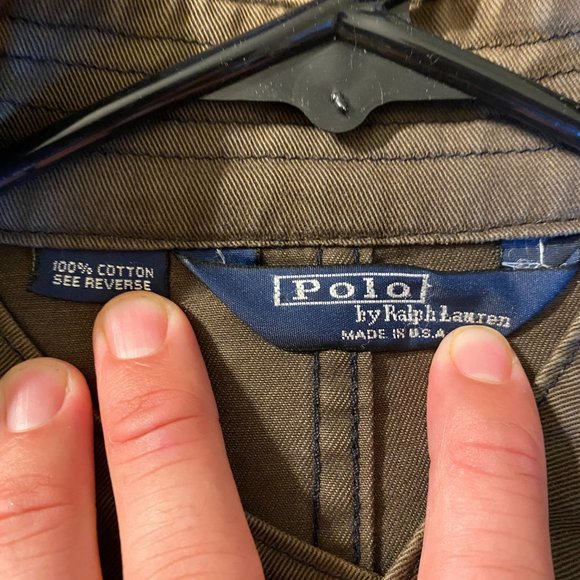 100% COTTON
SEE REVERSE
Polo
by Ralph Lauren
MADE IN U.S.A.